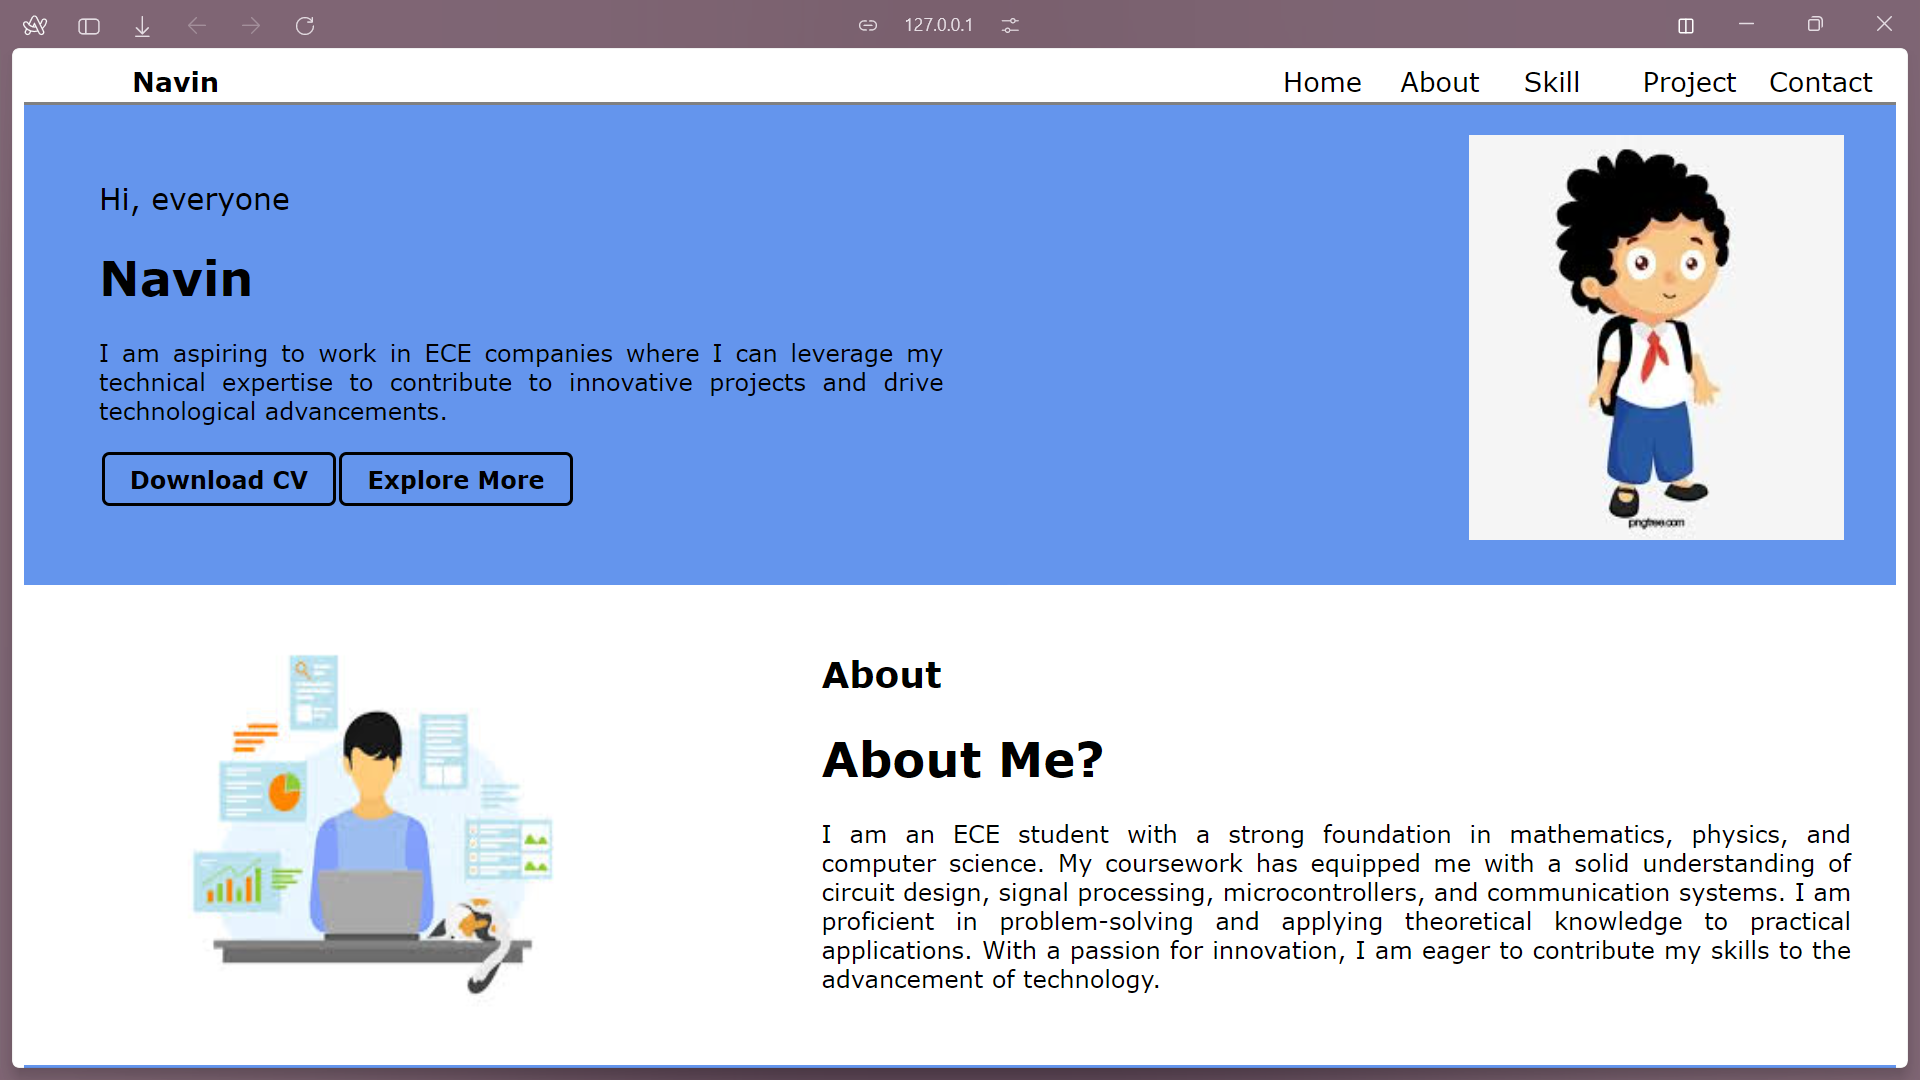 127.0.0.1
Navin
Home About Skill Project Contact
Hi, everyone
Navin
I am aspiring to work in ECE companies where I can leverage my
technical expertise to contribute to innovative projects and drive
technological advancements.
Download CV Explore More
pngtree.com
About
About Me?
I am an ECE student with a strong foundation in mathematics, physics, and
computer science. My coursework has equipped me with a solid understanding of
circuit design, signal processing, microcontrollers, and communication systems. I am
proficient in problem-solving and applying theoretical knowledge to practical
applications. With a passion for innovation, I am eager to contribute my skills to the
advancement of technology.